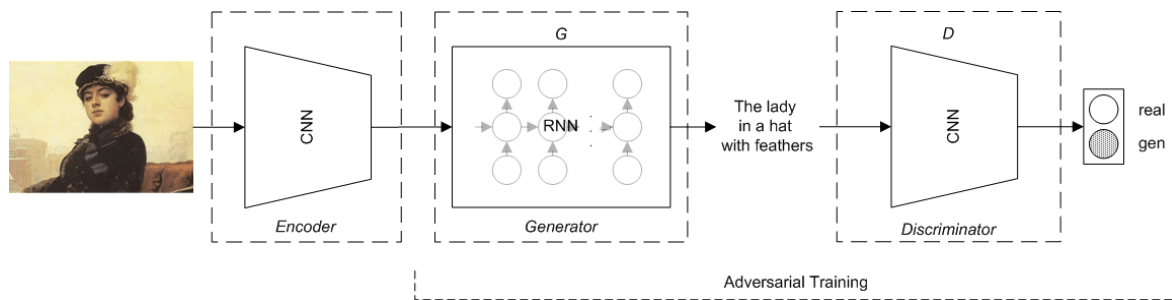 G
D
CNN
RNN
The lady
in a hat
with feathers
CNN
real
gen
Encoder
Generator
Discriminator
Adversarial Training